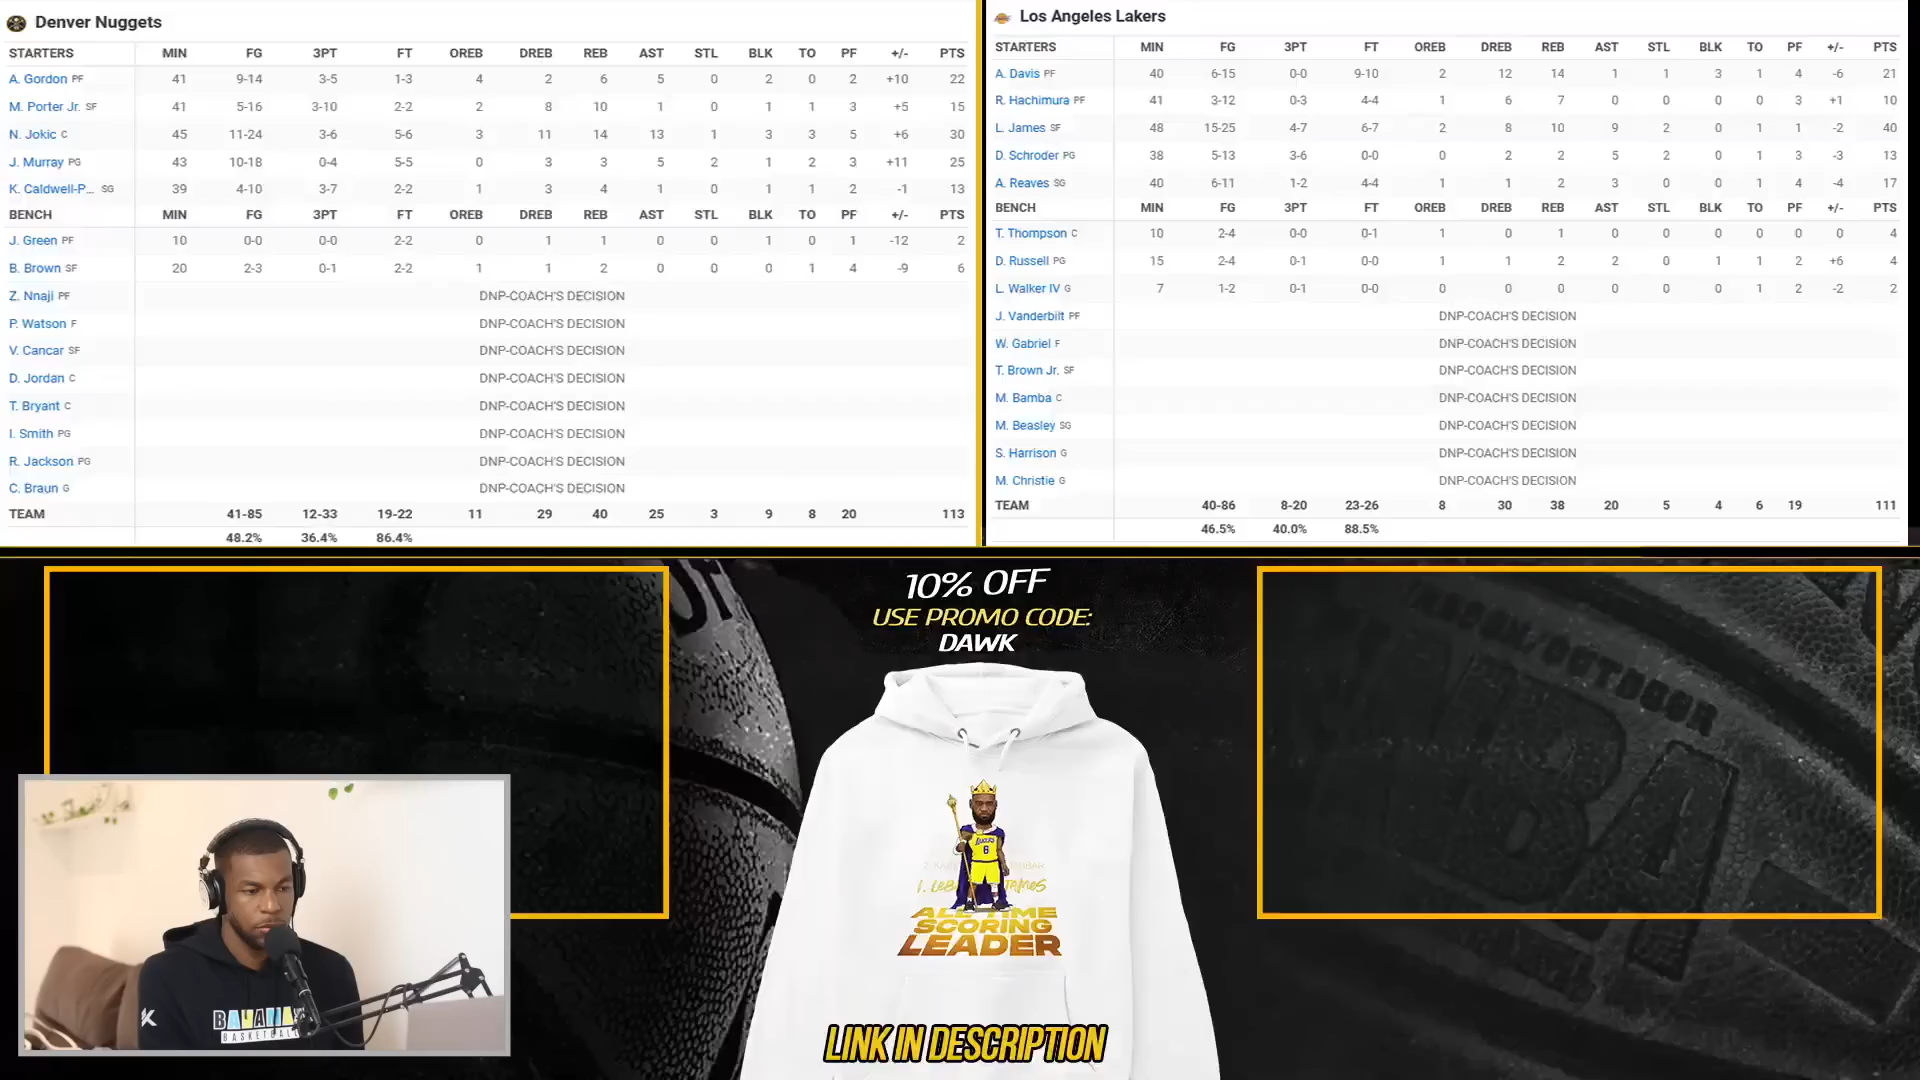 Denver Nuggets
STARTERS MIN FG 3PT FT OREB DREB REB AST STL BLK TO PF +/- PTS
A. Gordon PF 41 9-14 3-5 1-3 4 2 6 5 0 2 0 2 +10 22
M. Porter Jr. SF 41 5-16 3-10 2-2 2 8 10 1 0 1 1 3 +5 15
N. Jokic C 45 11-24 3-6 5-6 3 11 14 13 1 3 3 5 +6 30
J. Murray PG 43 10-18 0-4 5-5 0 3 3 5 2 1 2 3 +11 25
K. Caldwell-P... SG 39 4-10 3-7 2-2 1 3 4 1 0 1 1 2 -1 13
BENCH MIN FG 3PT FT OREB DREB REB AST STL BLK TO PF +/- PTS
J. Green PF 10 0-0 0-0 2-2 0 1 1 0 0 1 0 1 -12 2
B. Brown SF 20 2-3 0-1 2-2 1 1 2 0 0 0 1 4 -9 6
Z. Nnaji PF DNP-COACH'S DECISION
P. Watson F DNP-COACH'S DECISION
V. Cancar SF DNP-COACH'S DECISION
D. Jordan C DNP-COACH'S DECISION
T. Bryant C DNP-COACH'S DECISION
I. Smith PG DNP-COACH'S DECISION
R. Jackson PG DNP-COACH'S DECISION
C. Braun G DNP-COACH'S DECISION
TEAM 41-85 12-33 19-22 11 29 40 25 3 9 8 20 113
48.2% 36.4% 86.4%
Los Angeles Lakers
STARTERS MIN FG 3PT FT OREB DREB REB AST STL BLK TO PF +/- PTS
A. Davis PF 40 6-15 0-0 9-10 2 12 14 1 1 3 1 4 -6 21
R. Hachimura PF 41 3-12 0-3 4-4 1 6 7 0 0 0 0 3 +1 10
L. James SF 48 15-25 4-7 6-7 2 8 10 9 2 0 1 1 -2 40
D. Schroder PG 38 5-13 3-6 0-0 0 2 2 5 2 0 1 3 -3 13
A. Reaves SG 40 6-11 1-2 4-4 1 1 2 3 0 0 1 4 -4 17
BENCH MIN FG 3PT FT OREB DREB REB AST STL BLK TO PF +/- PTS
T. Thompson C 10 2-4 0-0 0-1 1 0 1 0 0 0 0 0 0 4
D. Russell PG 15 2-4 0-1 0-0 1 1 2 2 0 1 1 2 +6 4
L. Walker IV G 7 1-2 0-1 0-0 0 0 0 0 0 0 1 2 -2 2
J. Vanderbilt PF DNP-COACH'S DECISION
W. Gabriel F DNP-COACH'S DECISION
T. Brown Jr. SF DNP-COACH'S DECISION
M. Bamba C DNP-COACH'S DECISION
M. Beasley SG DNP-COACH'S DECISION
S. Harrison G DNP-COACH'S DECISION
M. Christie G DNP-COACH'S DECISION
TEAM 40-86 8-20 23-26 8 30 38 20 5 4 6 19 111
46.5% 40.0% 88.5%
10% OFF
USE PROMO CODE:
DAWK
LAKERS
6
ALL TIME
SCORING
LEADER
LINK IN DESCRIPTION
BAHAMAS
BASKETBALL
K